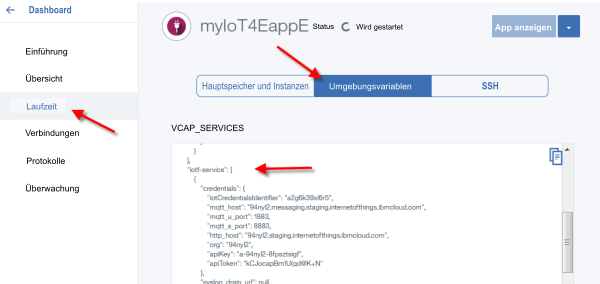 Dashboard
Einführung
Übersicht
Laufzeit
Verbindungen
Protokolle
Überwachung
myIoT4EappE Status Wird gestartet App anzeigen
Hauptspeicher und Instanzen Umgebungsvariablen SSH
VCAP_SERVICES
}
],
"iotf-service": [
{
"credentials": {
"iotCredentialsIdentifier": "a2g6k39sl6r5",
"mqtt_host": "94nyl2.messaging.staging.internetofthings.ibmcloud.com",
"mqtt_u_port": 1883,
"mqtt_s_port": 8883,
"http_host": "94nyl2.staging.internetofthings.ibmcloud.com",
"org": "94nyl2",
"apiKey": "a-94nyl2-8fpsztsigf",
"apiToken": "kCJocapBm!U(qd@K+N"
},
"syslog_drain_url": null,